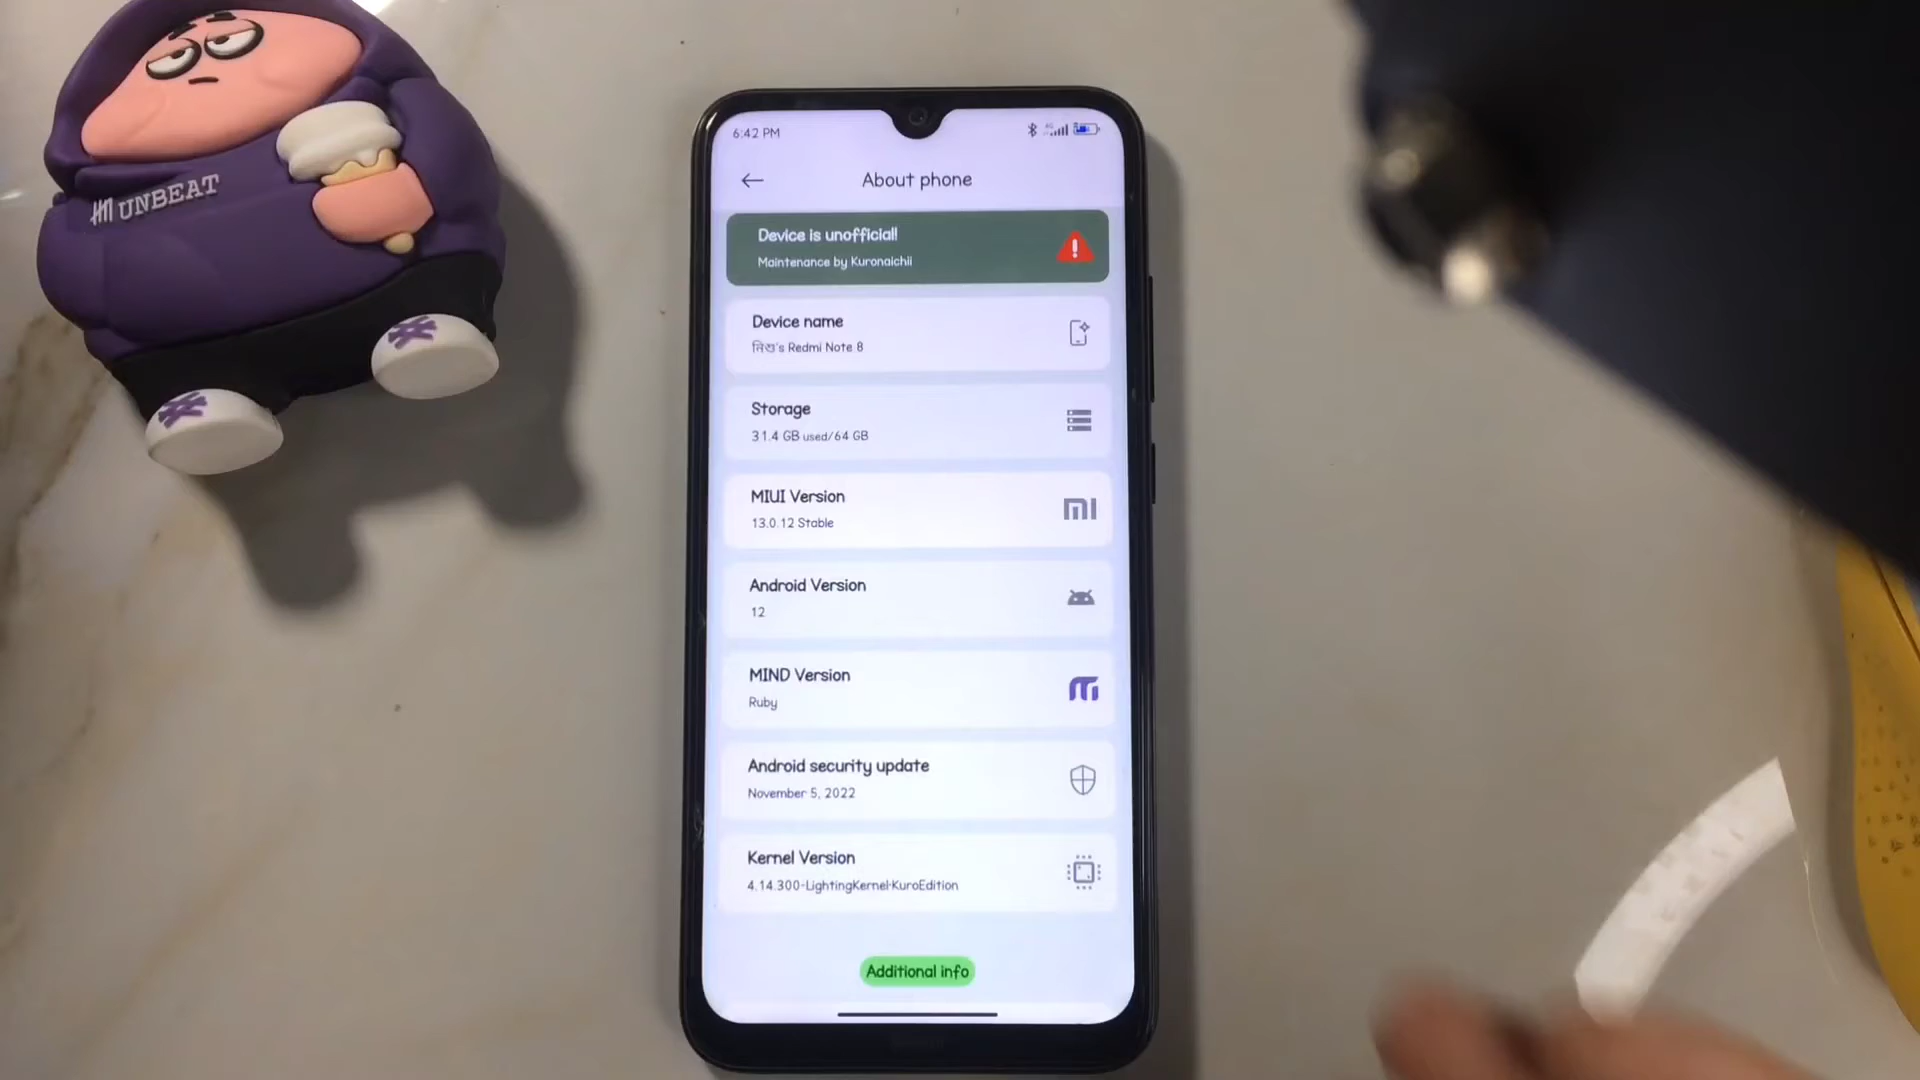 UNBEAT
6:42 PM
About phone
Device is unofficial!
Maintenance by Kuronaichii
Device name
নিশু's Redmi Note 8
Storage
31.4 GB used/64 GB
MIUI Version
13.0.12 Stable
Android Version
12
MIND Version
Ruby
Android security update
November 5, 2022
Kernel Version
4.14.300-LightingKernel-KuroEdition
Additional info